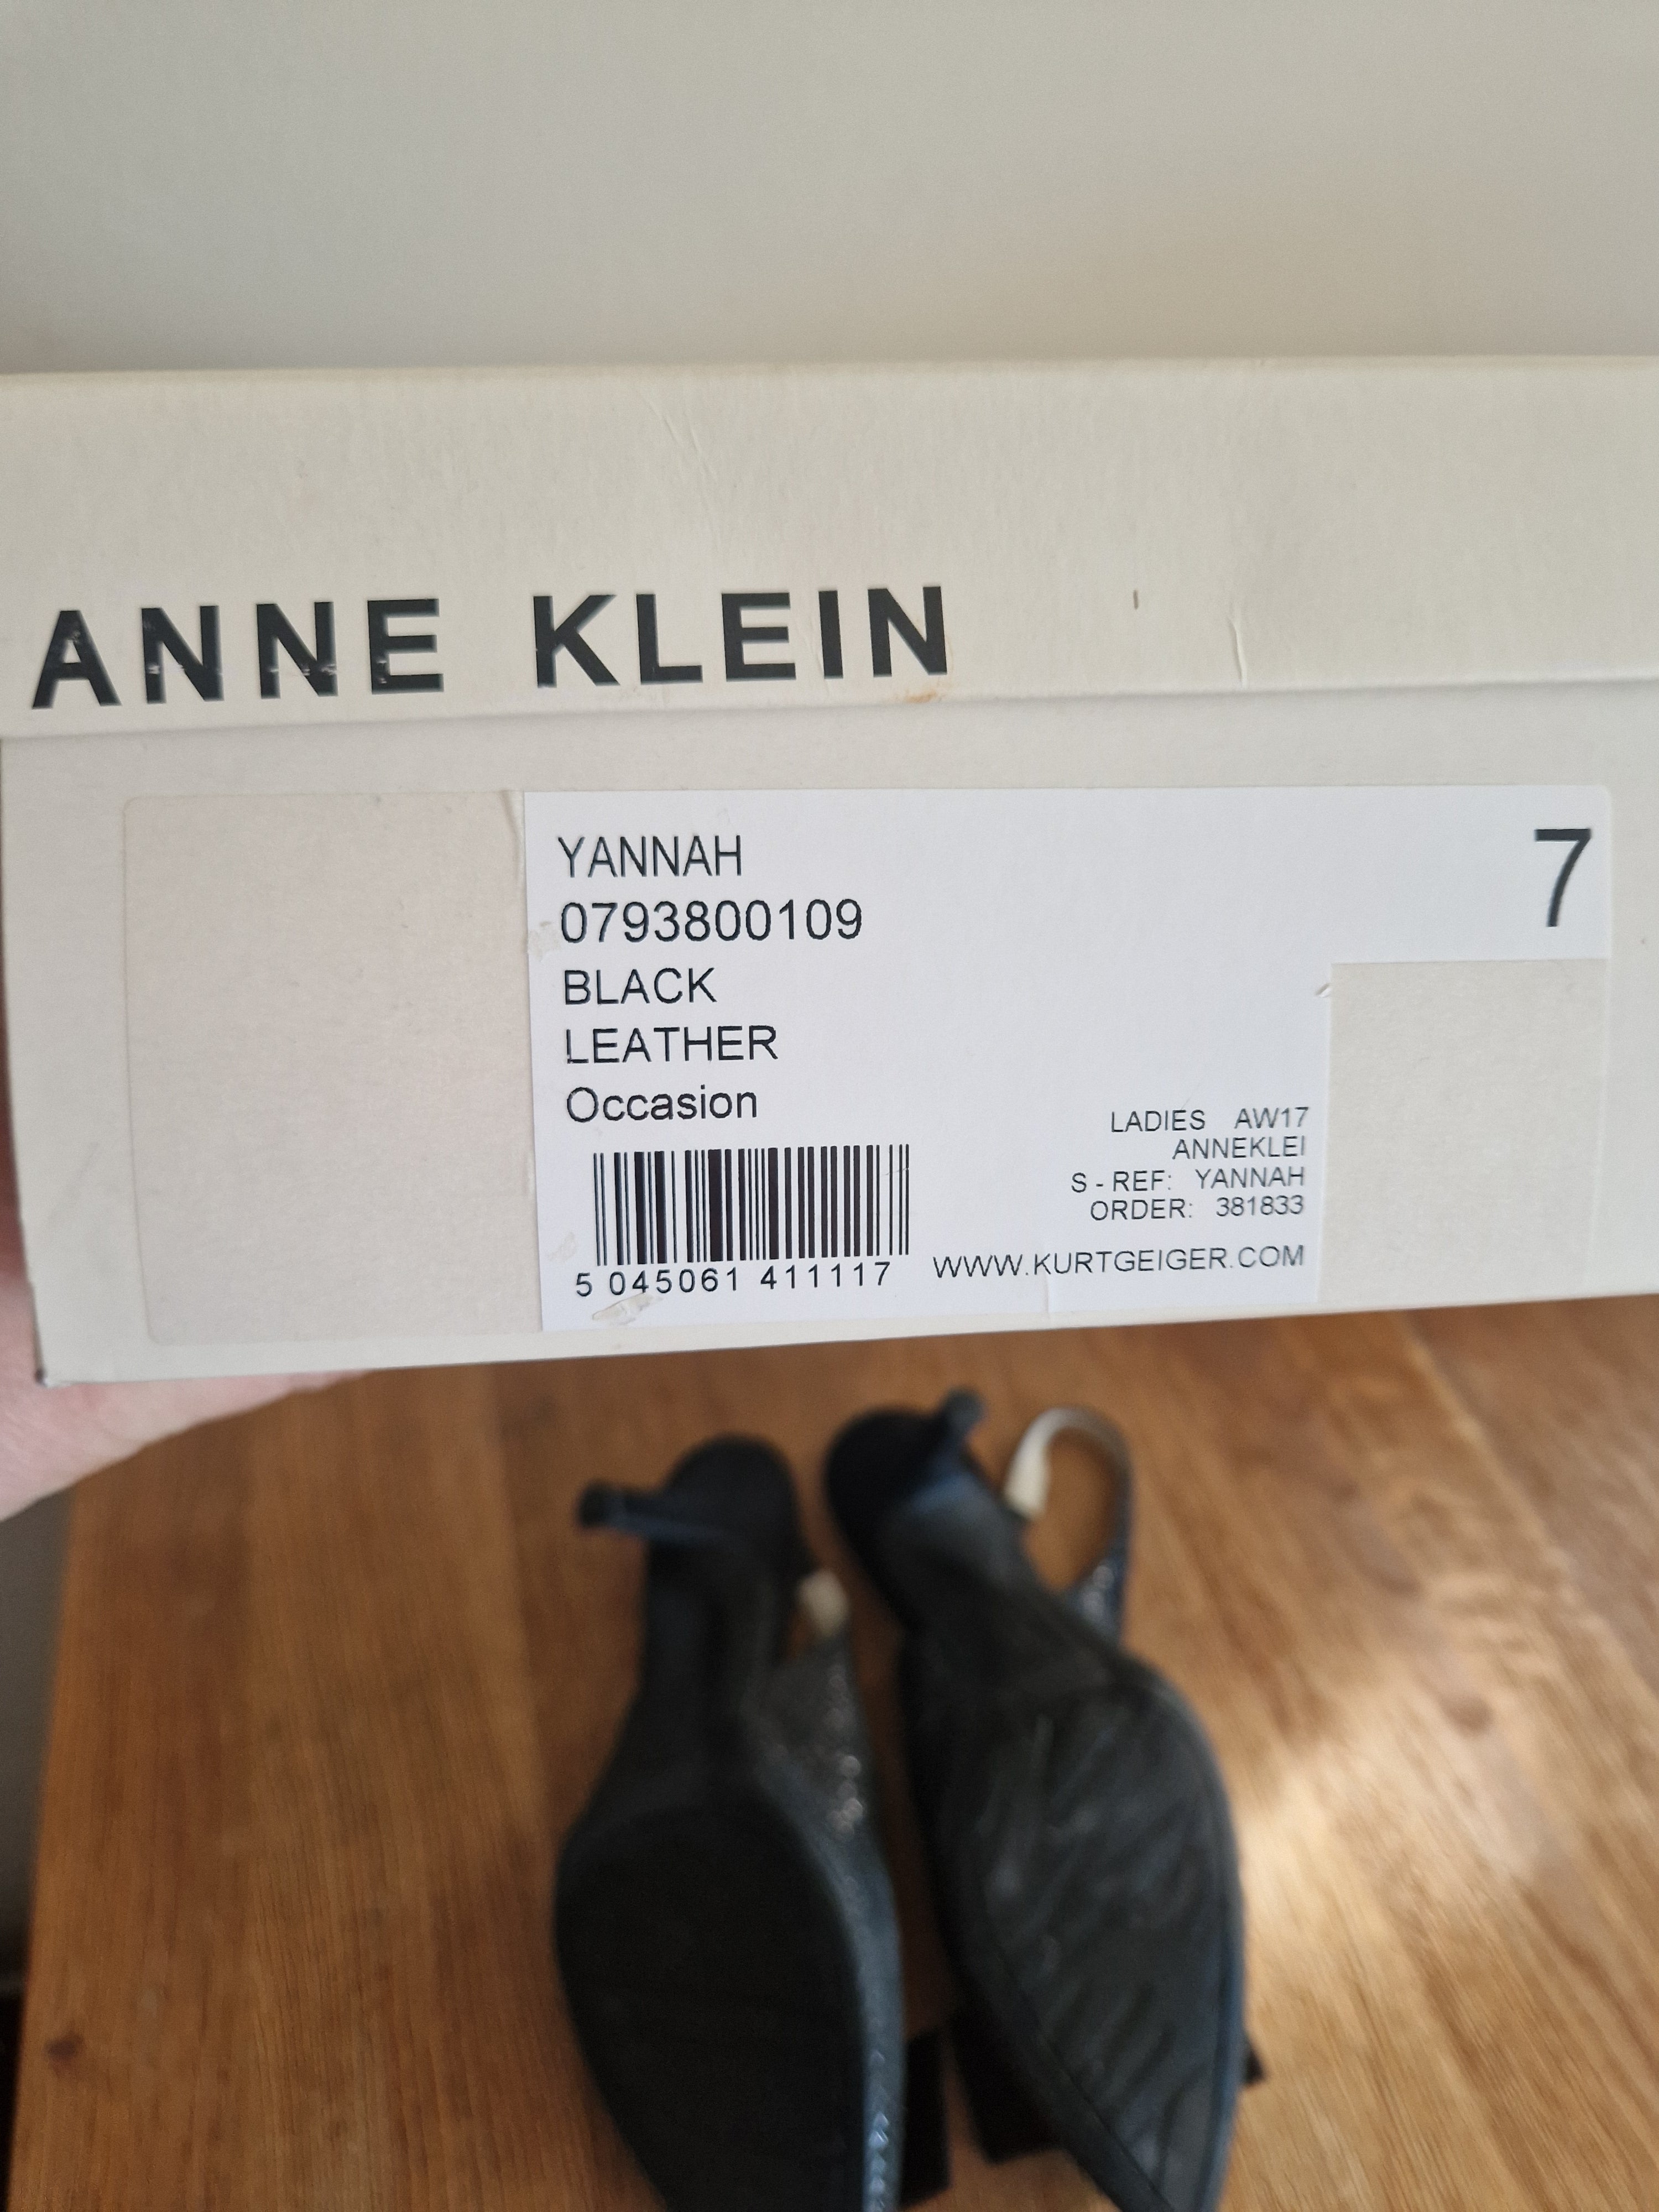 ANNE KLEIN
YANNAH
7
0793800109
BLACK
LEATHER
Occasion
LADIES AW17
ANNEKLEI
S - REF: YANNAH
ORDER: 381833
5 045061 411117
WWW.KURTGEIGER.COM